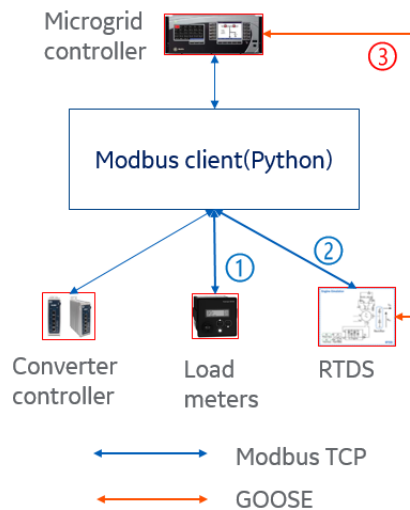 Microgrid
controller
③
Modbus client(Python)
①
②
Converter
controller
Load
meters
RTDS
Modbus TCP
GOOSE